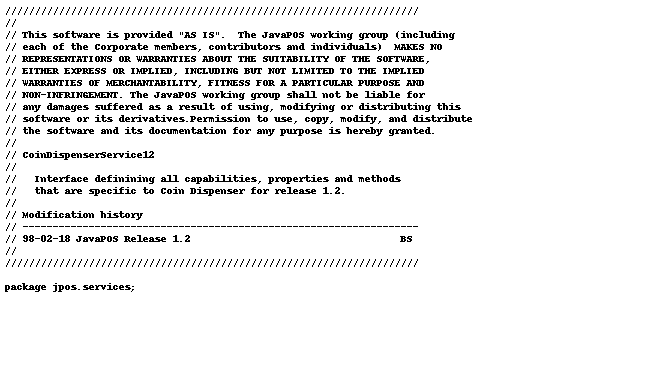 //////////////////////////////////////////////////////////////////////
//
// This software is provided "AS IS".  The JavaPOS working group (including
// each of the Corporate members, contributors and individuals)  MAKES NO
// REPRESENTATIONS OR WARRANTIES ABOUT THE SUITABILITY OF THE SOFTWARE,
// EITHER EXPRESS OR IMPLIED, INCLUDING BUT NOT LIMITED TO THE IMPLIED
// WARRANTIES OF MERCHANTABILITY, FITNESS FOR A PARTICULAR PURPOSE AND
// NON-INFRINGEMENT. The JavaPOS working group shall not be liable for
// any damages suffered as a result of using, modifying or distributing this
// software or its derivatives.Permission to use, copy, modify, and distribute
// the software and its documentation for any purpose is hereby granted.
//
// CoinDispenserService12
//
//   Interface definining all capabilities, properties and methods
//   that are specific to Coin Dispenser for release 1.2.
//
// Modification history
// ------------------------------------------------------------------
// 98-02-18 JavaPOS Release 1.2                                   BS
//
//////////////////////////////////////////////////////////////////////
package jpos.services;